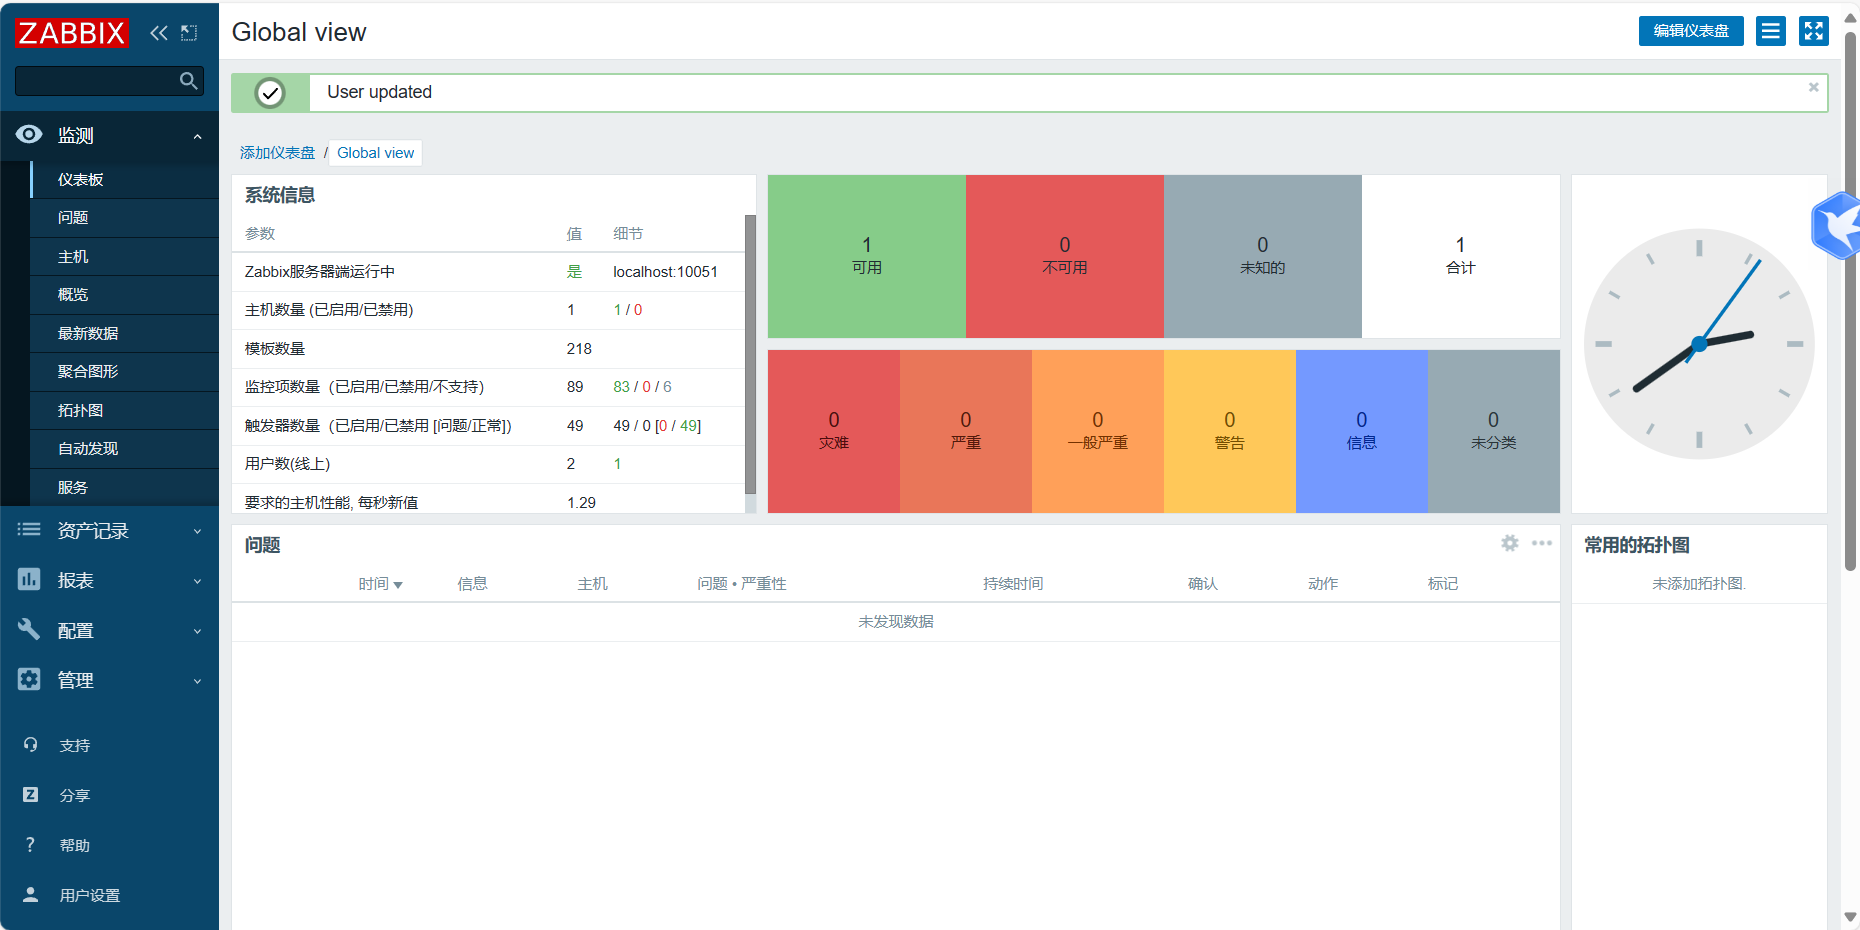 ZABBIX
监测
仪表板
问题
主机
概览
最新数据
聚合图形
拓扑图
自动发现
服务
资产记录
报表
配置
管理
支持
Z 分享
? 帮助
用户设置
Global view
编辑仪表盘
User updated
添加仪表盘 / Global view
系统信息
参数 值 细节
Zabbix服务器端运行中 是 localhost:10051
主机数量 (已启用/已禁用) 1 1 / 0
模板数量 218
监控项数量 (已启用/已禁用/不支持) 89 83 / 0 / 6
触发器数量 (已启用/已禁用 [问题/正常]) 49 49 / 0 [0 / 49]
用户数(线上) 2 1
要求的主机性能, 每秒新值 1.29
1 0 0 1
可用 不可用 未知的 合计
0 0 0 0 0 0
灾难 严重 一般严重 警告 信息 未分类
问题
时间 信息 主机 问题 • 严重性 持续时间 确认 动作 标记
未发现数据
常用的拓扑图
未添加拓扑图.